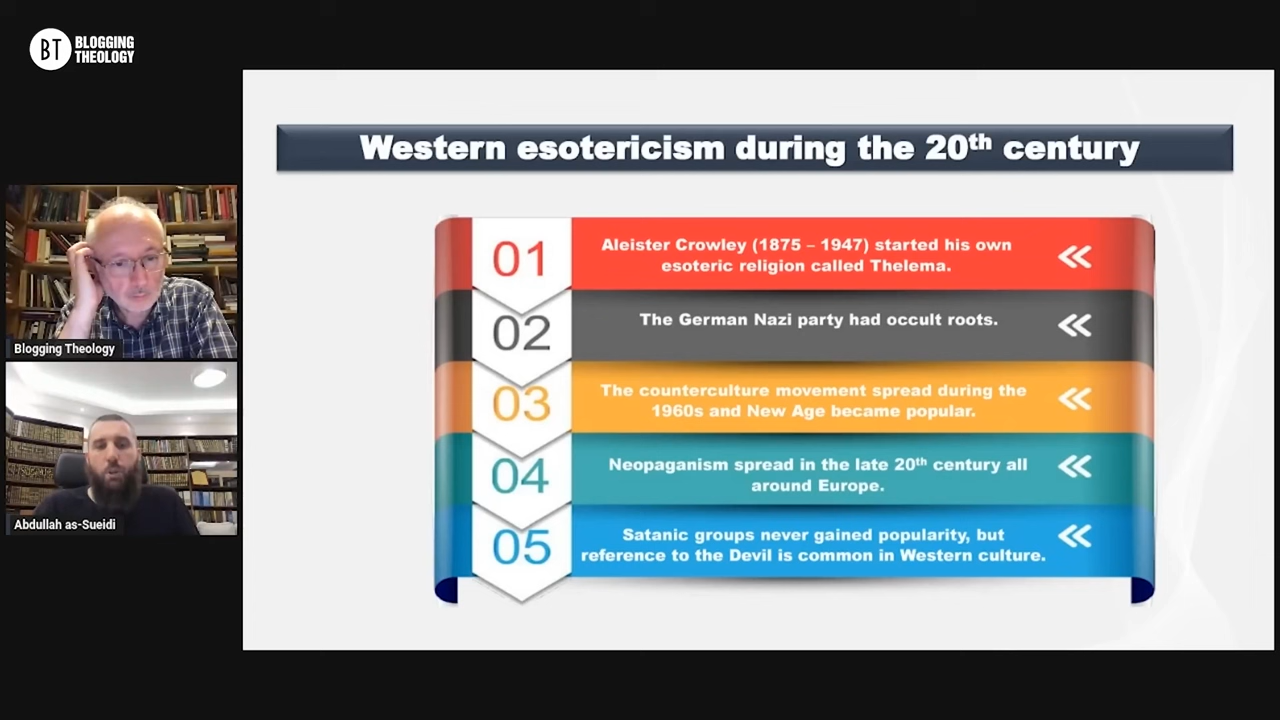 BT BLOGGING
THEOLOGY
Western esotericism during the 20th century
01
Aleister Crowley (1875 – 1947) started his own
esoteric religion called Thelema.
02
The German Nazi party had occult roots.
03
The counterculture movement spread during the
1960s and New Age became popular.
04
Neopaganism spread in the late 20th century all
around Europe.
05
Satanic groups never gained popularity, but
reference to the Devil is common in Western culture.
Blogging Theology
Abdullah as-Sueidi